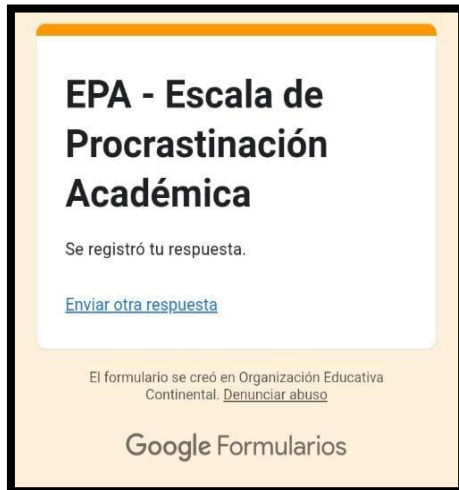 EPA - Escala de
Procrastinación
Académica
Se registró tu respuesta.
Enviar otra respuesta
El formulario se creó en Organización Educativa
Continental. Denunciar abuso
Google Formularios